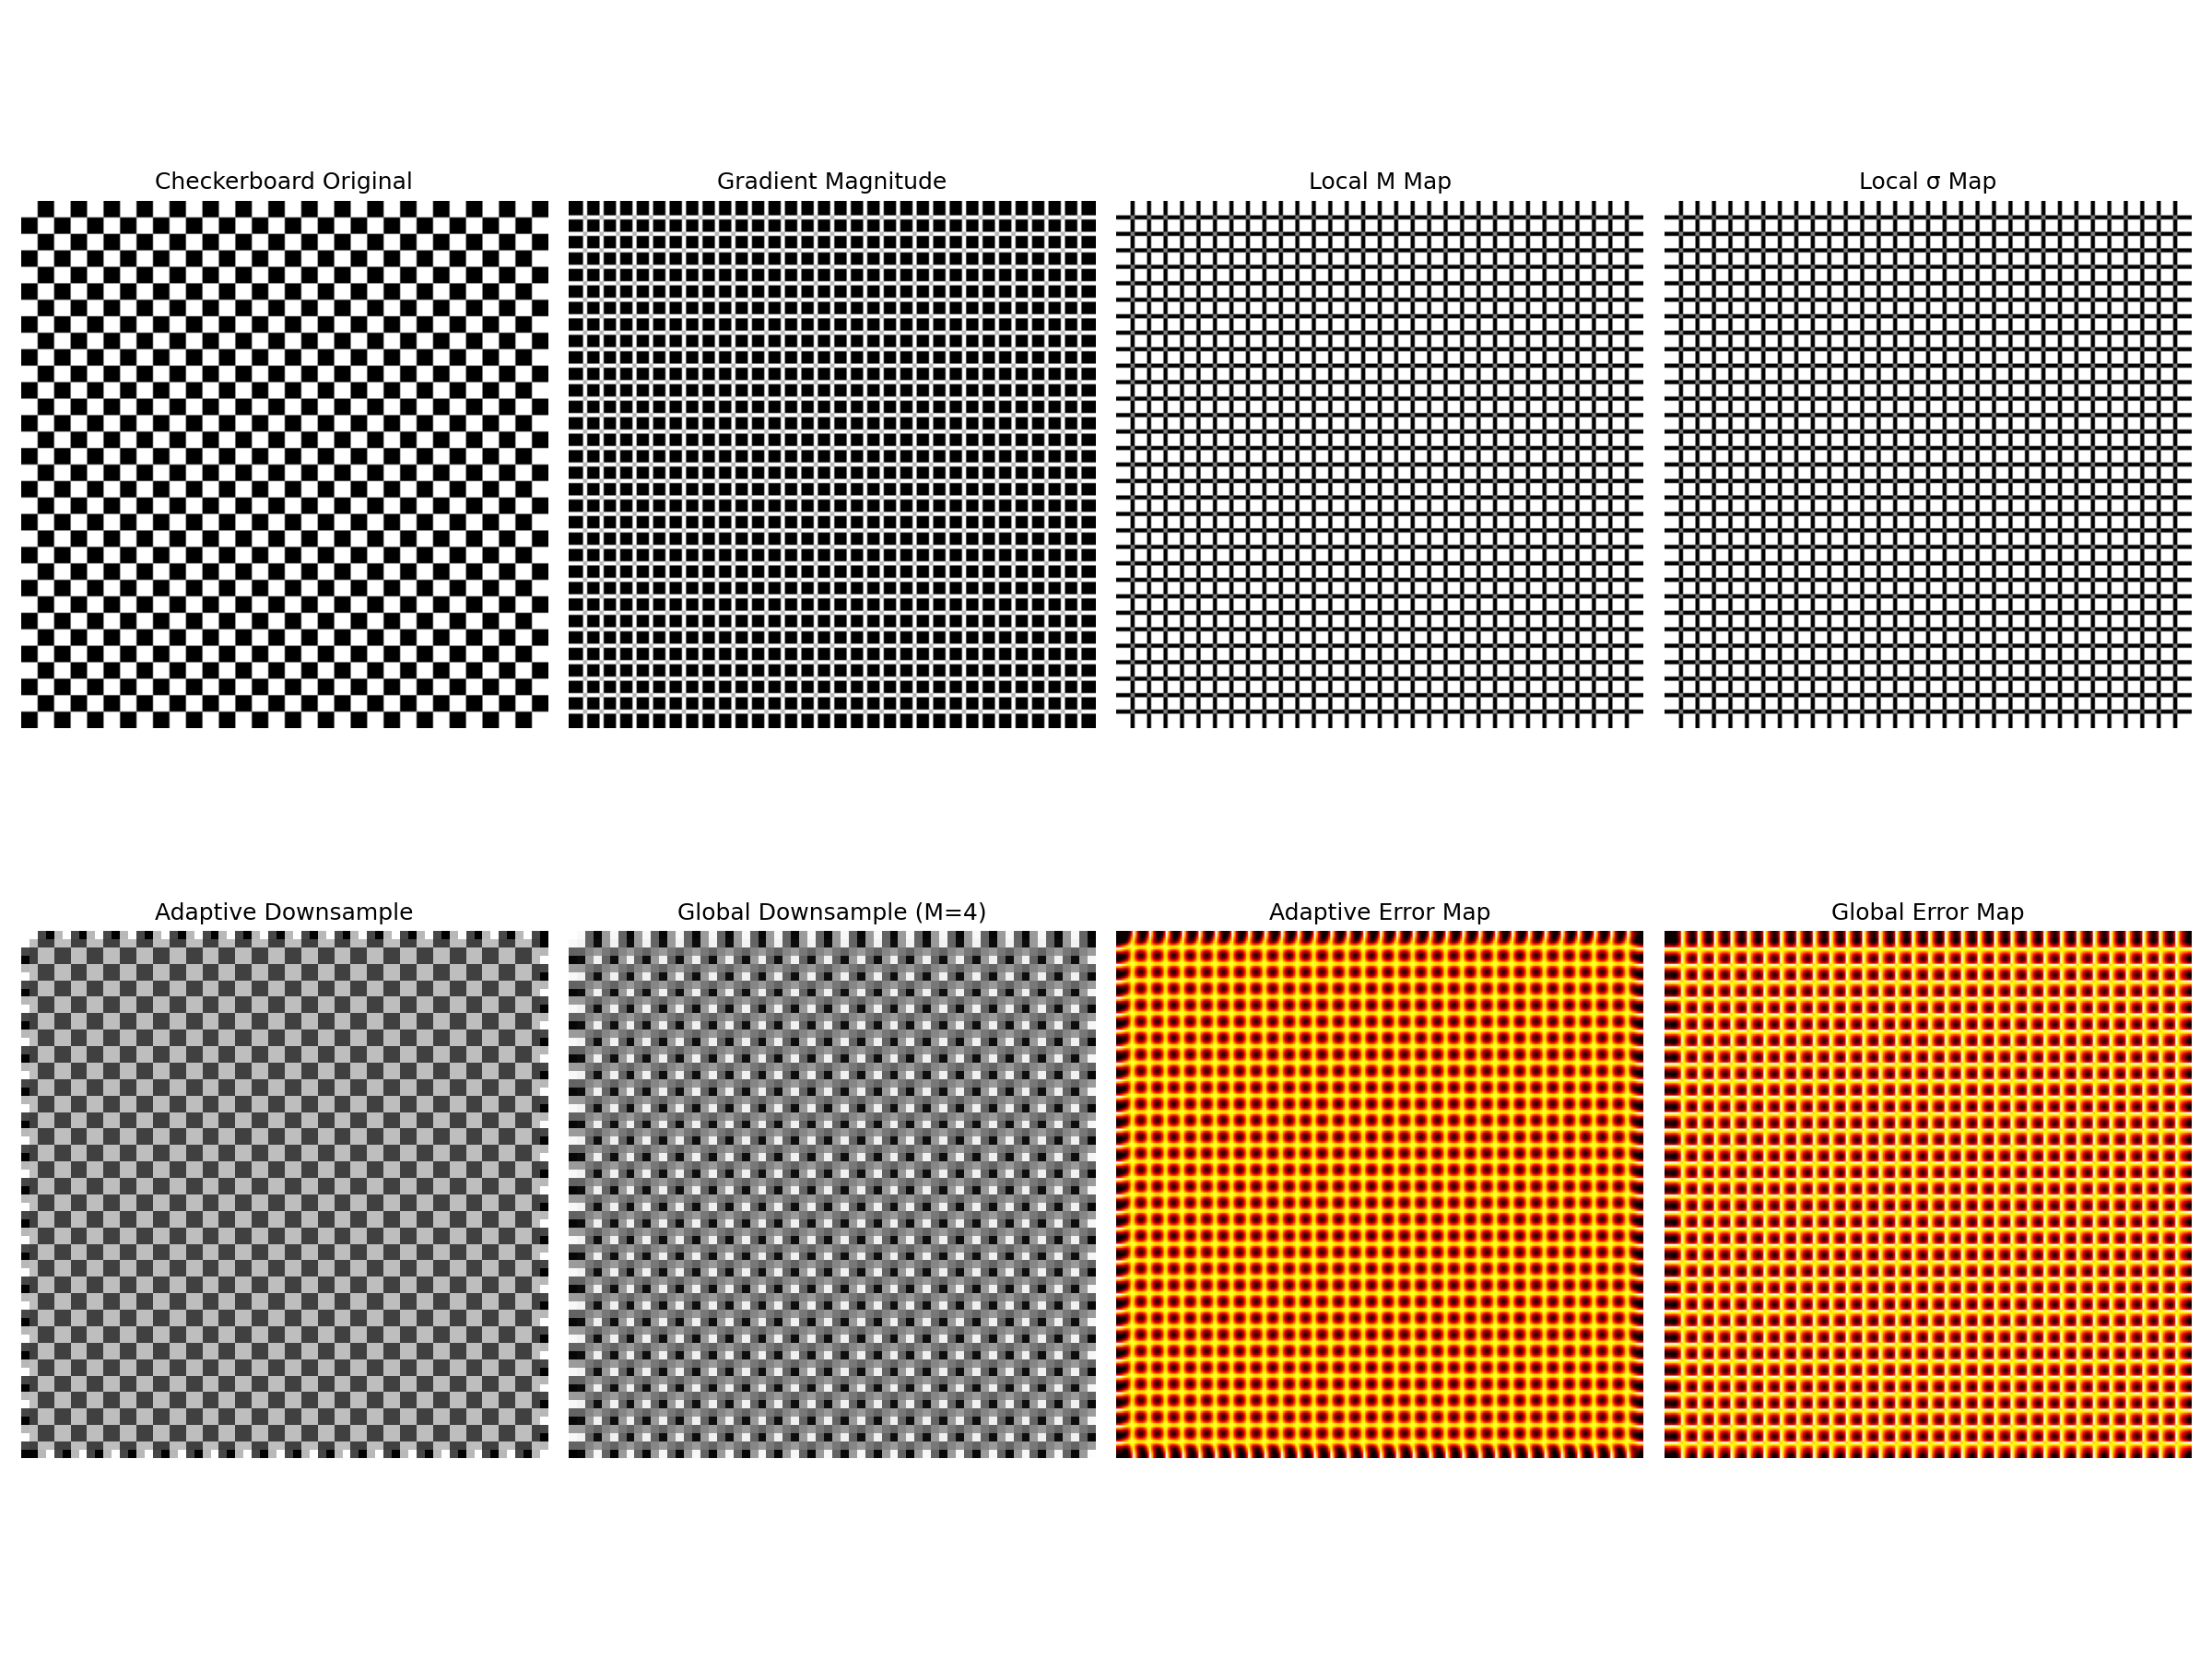 Checkerboard Original
Gradient Magnitude
Local M Map
Local σ Map
Adaptive Downsample
Global Downsample (M=4)
Adaptive Error Map
Global Error Map